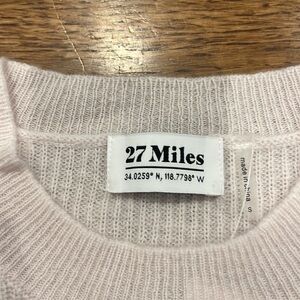 27 Miles
34.0259° N, 118.7798° W
made in china
S